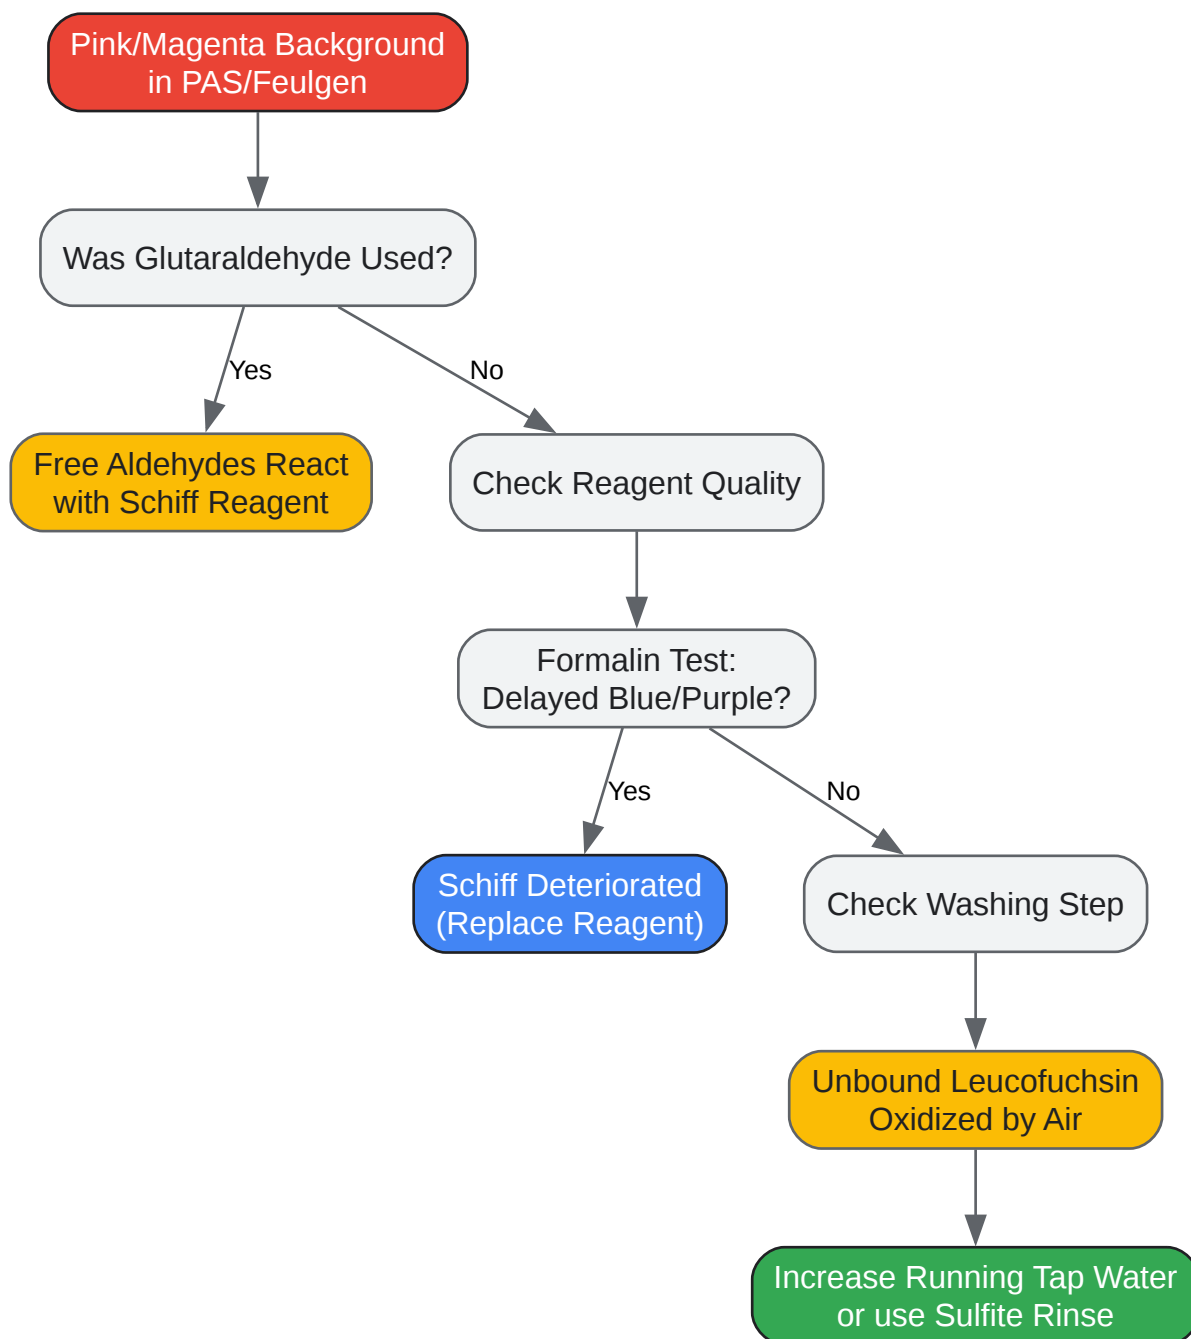 Pink/Magenta Background
in PAS/Feulgen
Was Glutaraldehyde Used?
Yes
No
Free Aldehydes React
with Schiff Reagent
Check Reagent Quality
Formalin Test:
Delayed Blue/Purple?
Yes
No
Schiff Deteriorated
(Replace Reagent)
Check Washing Step
Unbound Leucofuchsin
Oxidized by Air
Increase Running Tap Water
or use Sulfite Rinse